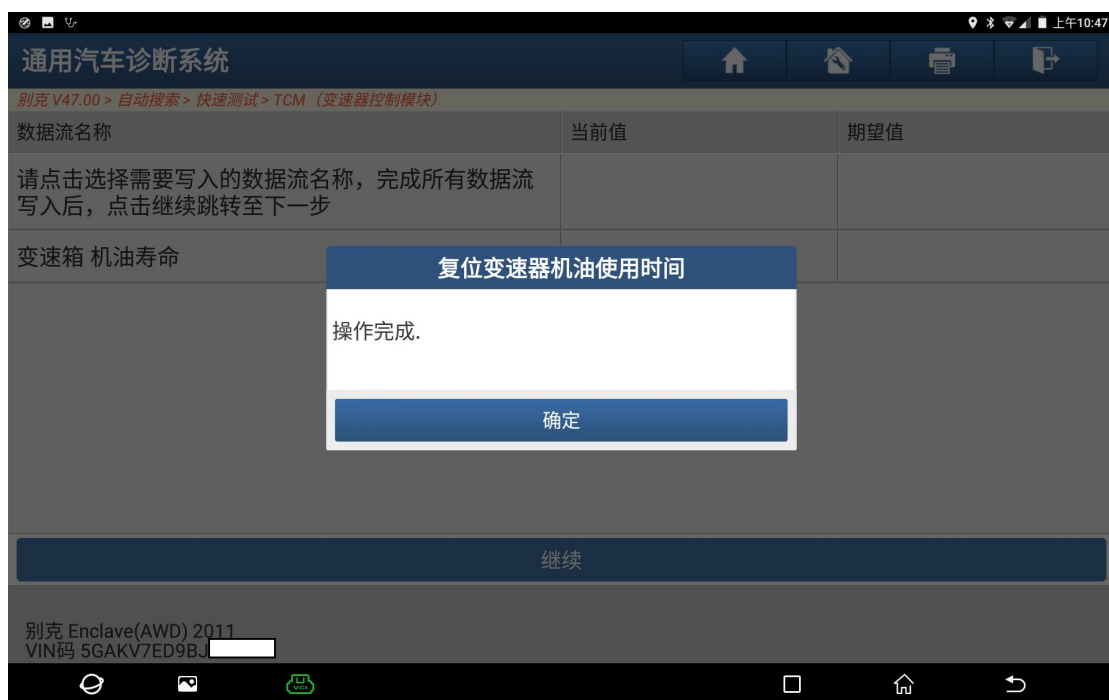 上午10:47
通用汽车诊断系统
别克 V47.00 > 自动搜索 > 快速测试 > TCM（变速器控制模块）
数据流名称 当前值 期望值
请点击选择需要写入的数据流名称，完成所有数据流
写入后，点击继续跳转至下一步
变速箱 机油寿命
复位变速器机油使用时间
操作完成.
确定
继续
别克 Enclave(AWD) 2011
VIN码 5GAKV7ED9BJ
VCI